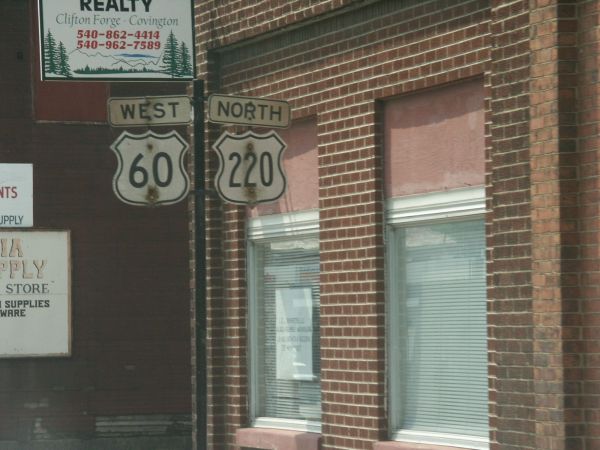 REALTY
Clifton Forge - Covington
540-862-4414
540-962-7589
WEST
NORTH
60
220
NTS
UPPLY
IA
PPLY
STORE
SUPPLIES
WARE